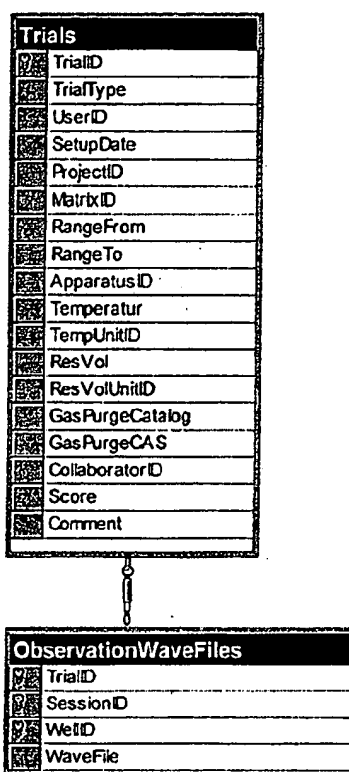 Trials
TrialID
TrialType
UserID
SetupDate
ProjectID
MatrixID
RangeFrom
RangeTo
ApparatusID
Temperatur
TempUnitID
ResVol
ResVolUnitID
GasPurgeCatalog
GasPurgeCAS
CollaboratorID
Score
Comment
ObservationWaveFiles
TrialID
SessionID
WellID
WaveFile